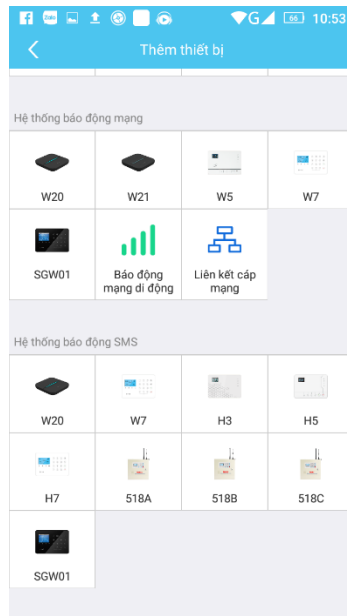 G 66 10:53
Thêm thiết bị
Hệ thống báo động mạng
W20 W21 W5 W7
SGW01 Báo động mạng di động Liên kết cáp mạng
Hệ thống báo động SMS
W20 W7 H3 H5
H7 518A 518B 518C
SGW01